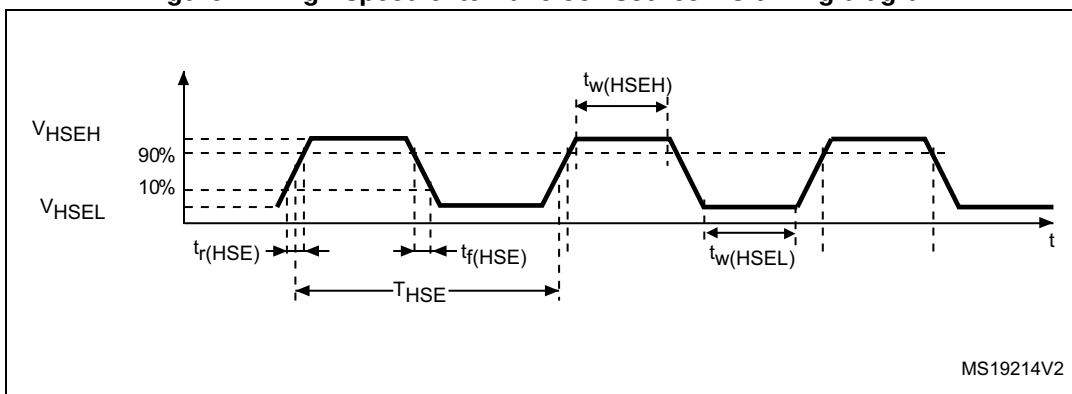 tw(HSEH)
VHSEH
90%
10%
VHSEL
t
tr(HSE)
tf(HSE)
tw(HSEL)
THSE
MS19214V2